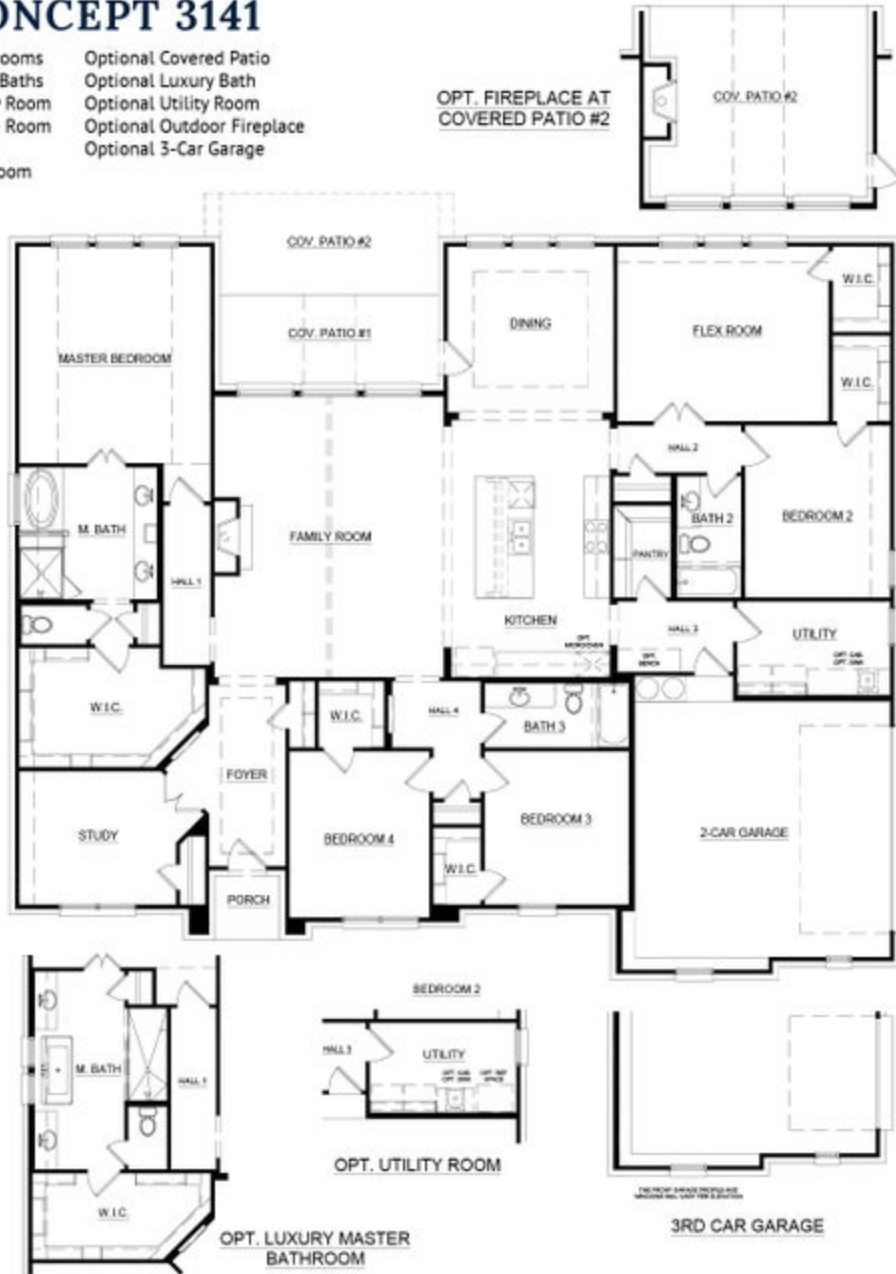 ONCEPT 3141
ooms Optional Covered Patio
Baths Optional Luxury Bath
Room Optional Utility Room
Room Optional Outdoor Fireplace
Optional 3-Car Garage
oom
OPT. FIREPLACE AT
COVERED PATIO #2
COV. PATIO #2
COV. PATIO #2
COV. PATIO #1
DINING
FLEX ROOM
W.I.C.
MASTER BEDROOM
W.I.C.
HALL 2
M. BATH
FAMILY ROOM
BATH 2
BEDROOM 2
PANTRY
HALL 1
KITCHEN
HALL 3
UTILITY
OPT.
OPT.
BENCH
W.I.C.
W.I.C.
HALL 4
BATH 3
FOYER
STUDY
BEDROOM 4
BEDROOM 3
2-CAR GARAGE
W.I.C.
PORCH
BEDROOM 2
HALL 3
UTILITY
M. BATH
HALL 1
OPT. UTILITY ROOM
W.I.C.
OPT. LUXURY MASTER
BATHROOM
3RD CAR GARAGE